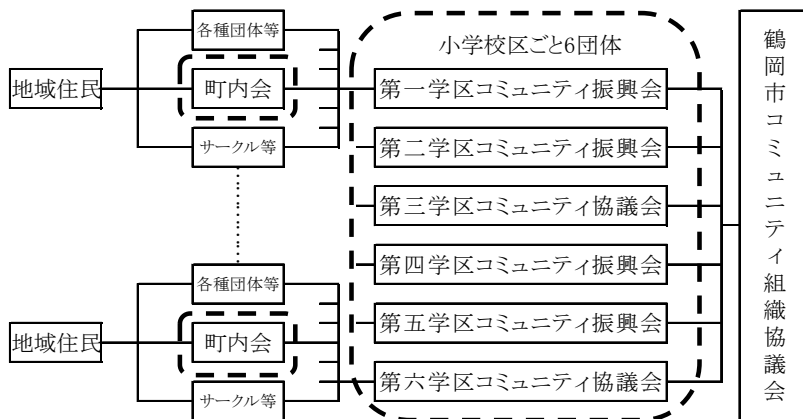 各種団体等
小学校区ごと6団体
地域住民
町内会
第一学区コミュニティ振興会
サークル等
第二学区コミュニティ振興会
第三学区コミュニティ協議会
第四学区コミュニティ振興会
各種団体等
第五学区コミュニティ振興会
地域住民
町内会
第六学区コミュニティ協議会
サークル等
鶴岡市コミュニティ組織協議会